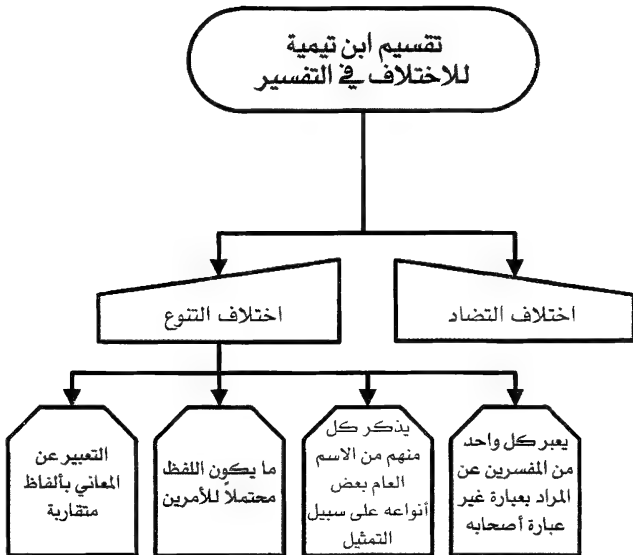 تقسيم ابن تيمية
للاختلاف في التفسير
اختلاف التضاد
اختلاف التنوع
يعبر كل واحد
من المفسرين عن
المراد بعبارة غير
عبارة أصحابه
يذكر كل
منهم من الاسم
العام بعض
أنواعه على سبيل
التمثيل
ما يكون اللفظ
محتملاً للأمرين
التعبير عن
المعاني بألفاظ
متقاربة